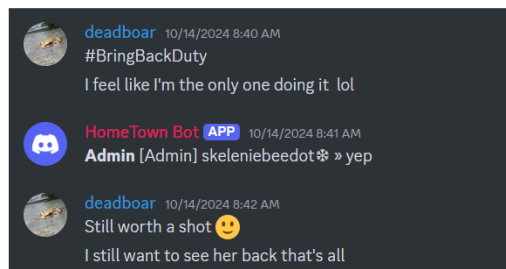 deadboar 10/14/2024 8:40 AM
#BringBackDuty
I feel like I'm the only one doing it lol
HomeTown Bot APP 10/14/2024 8:41 AM
Admin [Admin] skeleniebeedot❄ » yep
deadboar 10/14/2024 8:42 AM
Still worth a shot 🙂
I still want to see her back that's all